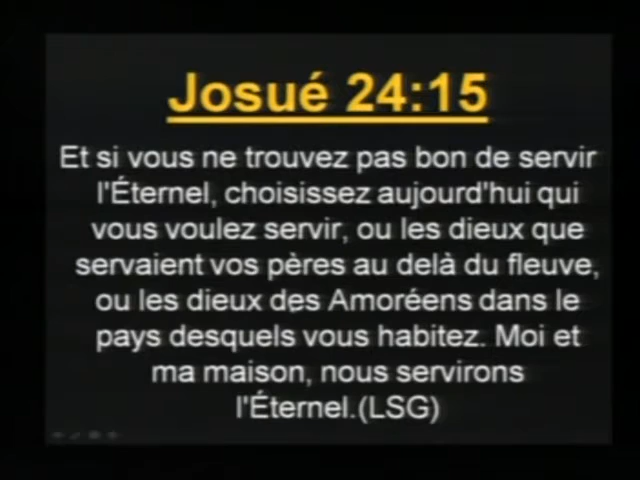 Josué 24:15
Et si vous ne trouvez pas bon de servir
l'Éternel, choisissez aujourd'hui qui
vous voulez servir, ou les dieux que
servaient vos pères au delà du fleuve,
ou les dieux des Amoréens dans le
pays desquels vous habitez. Moi et
ma maison, nous servirons
l'Éternel.(LSG)